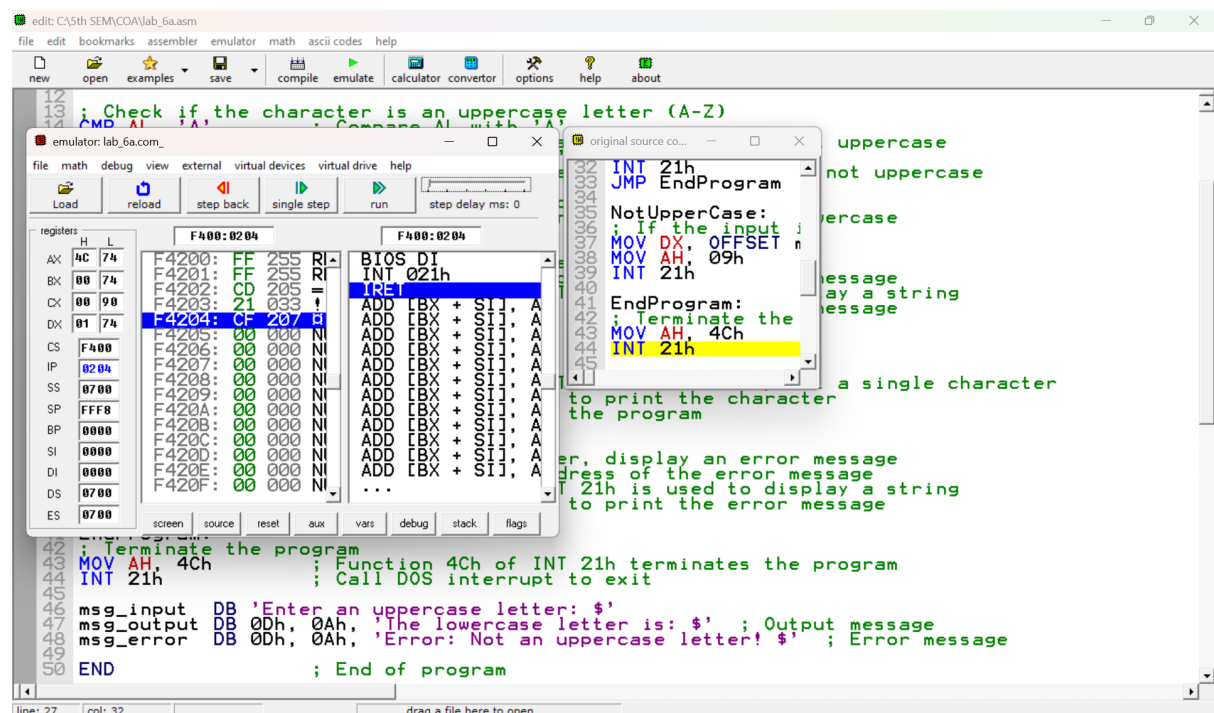 edit: C:\5th SEM\COA\lab_6a.asm
file edit bookmarks assembler emulator math ascii codes help
new open examples save compile emulate calculator convertor options help about
12
13 ; Check if the character is an uppercase letter (A-Z)
14 CMP AL, 'A' ; Compare AL with 'A'
uppercase
not uppercase
ercase
essage
ay a string
essage
a single character
to print the character
the program
er, display an error message
dress of the error message
T 21h is used to display a string
to print the error message
emulator: lab_6a.com_
file math debug view external virtual devices virtual drive help
Load reload step back single step run step delay ms: 0
registers
H L
F400:0204 F400:0204
AX 4C 74
BX 00 74
CX 00 90
DX 01 74
CS F400
IP 0204
SS 0700
SP FFF8
BP 0000
SI 0000
DI 0000
DS 0700
ES 0700
F4200: FF 255 R
F4201: FF 255 R
F4202: CD 205 =
F4203: 21 033 !
F4204: CF 207 ¤
F4205: 00 000 N
F4206: 00 000 N
F4207: 00 000 N
F4208: 00 000 N
F4209: 00 000 N
F420A: 00 000 N
F420B: 00 000 N
F420C: 00 000 N
F420D: 00 000 N
F420E: 00 000 N
F420F: 00 000 N
BIOS DI
INT 021h
IRET
ADD [BX + SI], A
ADD [BX + SI], A
ADD [BX + SI], A
ADD [BX + SI], A
ADD [BX + SI], A
ADD [BX + SI], A
ADD [BX + SI], A
ADD [BX + SI], A
ADD [BX + SI], A
ADD [BX + SI], A
ADD [BX + SI], A
ADD [BX + SI], A
...
screen source reset aux vars debug stack flags
original source co...
32 INT 21h
33 JMP EndProgram
34
35 NotUpperCase:
36 ; If the input i
37 MOV DX, OFFSET m
38 MOV AH, 09h
39 INT 21h
40
41 EndProgram:
42 ; Terminate the
43 MOV AH, 4Ch
44 INT 21h
45
41 EndProgram:
42 ; Terminate the program
43 MOV AH, 4Ch ; Function 4Ch of INT 21h terminates the program
44 INT 21h ; Call DOS interrupt to exit
45
46 msg_input DB 'Enter an uppercase letter: $'
47 msg_output DB 0Dh, 0Ah, 'The lowercase letter is: $' ; Output message
48 msg_error DB 0Dh, 0Ah, 'Error: Not an uppercase letter! $' ; Error message
49
50 END ; End of program
line: 27 col: 32 drag a file here to open